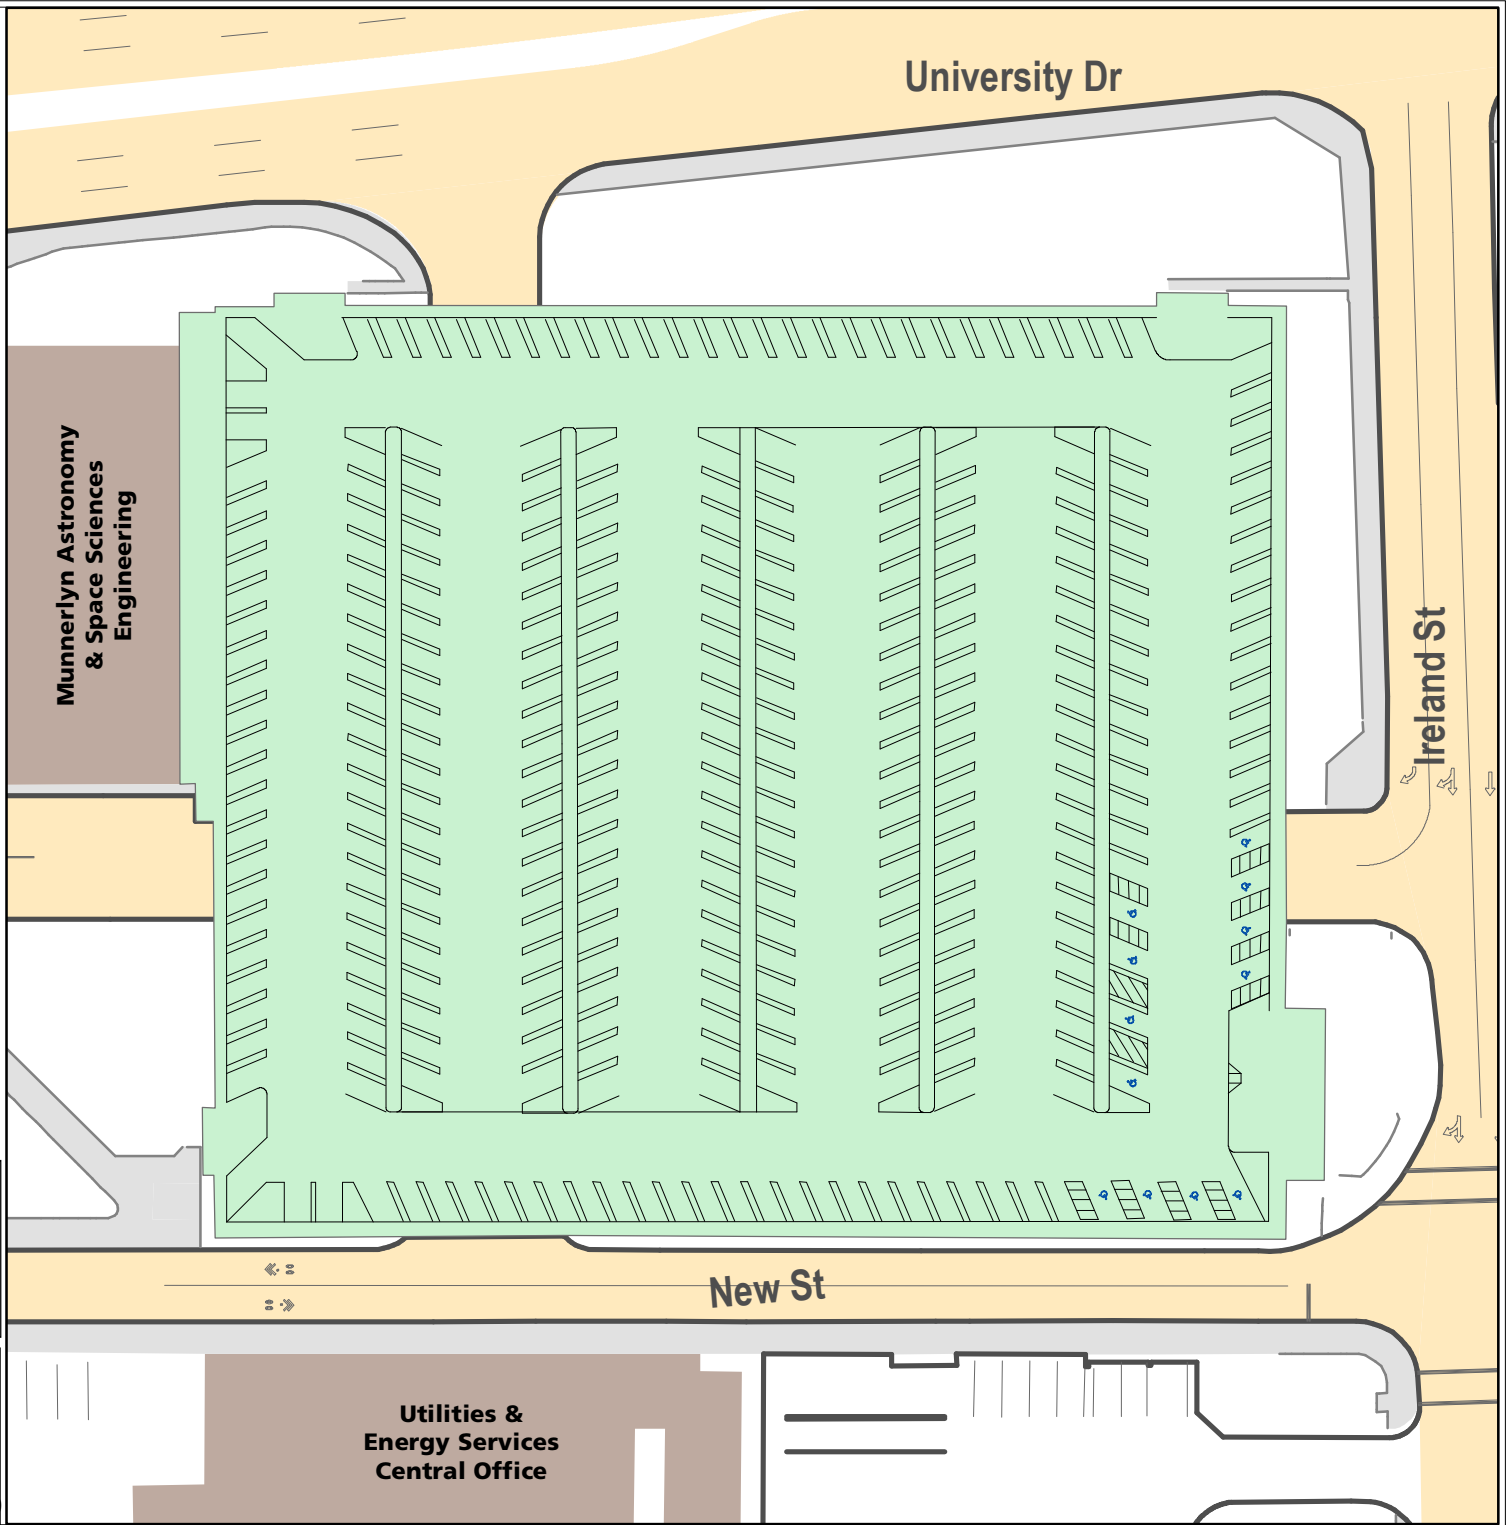 University Dr
Munnerlyn Astronomy
& Space Sciences
Engineering
Ireland St
New St
Utilities &
Energy Services
Central Office